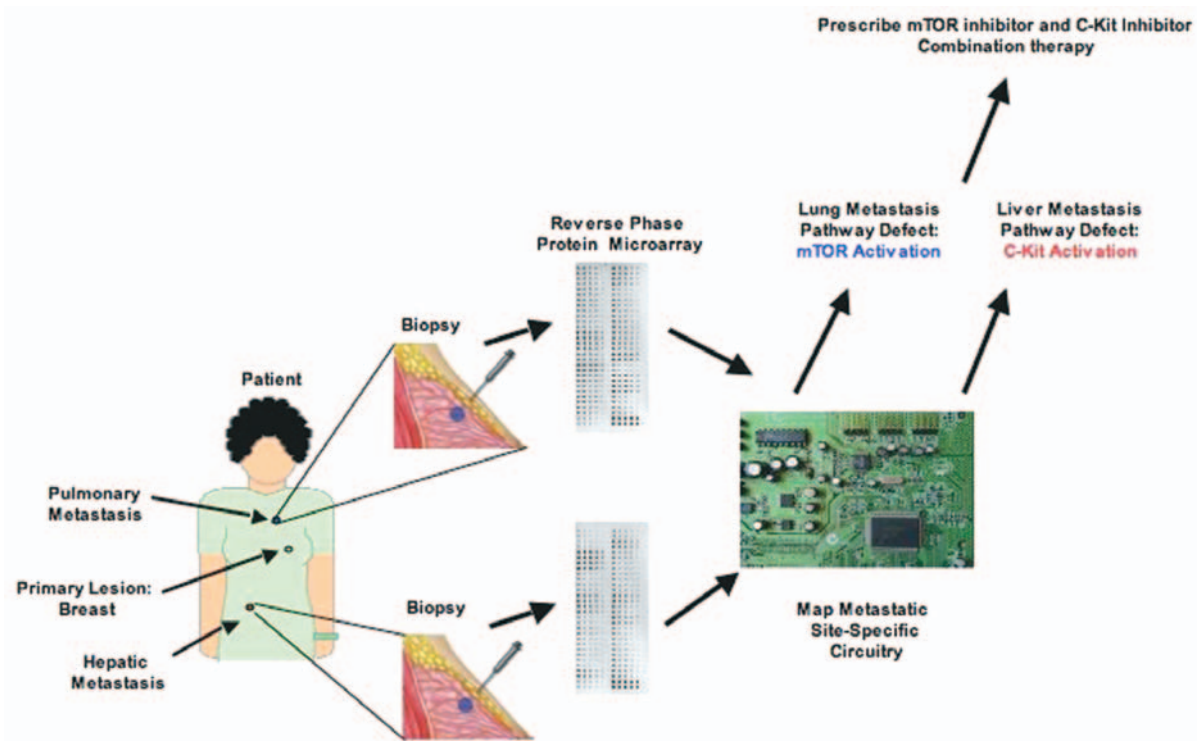 Prescribe mTOR inhibitor and C-Kit Inhibitor
Combination therapy
Lung Metastasis
Pathway Defect:
mTOR Activation
Liver Metastasis
Pathway Defect:
C-Kit Activation
Reverse Phase
Protein Microarray
Biopsy
Patient
Pulmonary
Metastasis
Primary Lesion:
Breast
Hepatic
Metastasis
Biopsy
Map Metastatic
Site-Specific
Circuitry